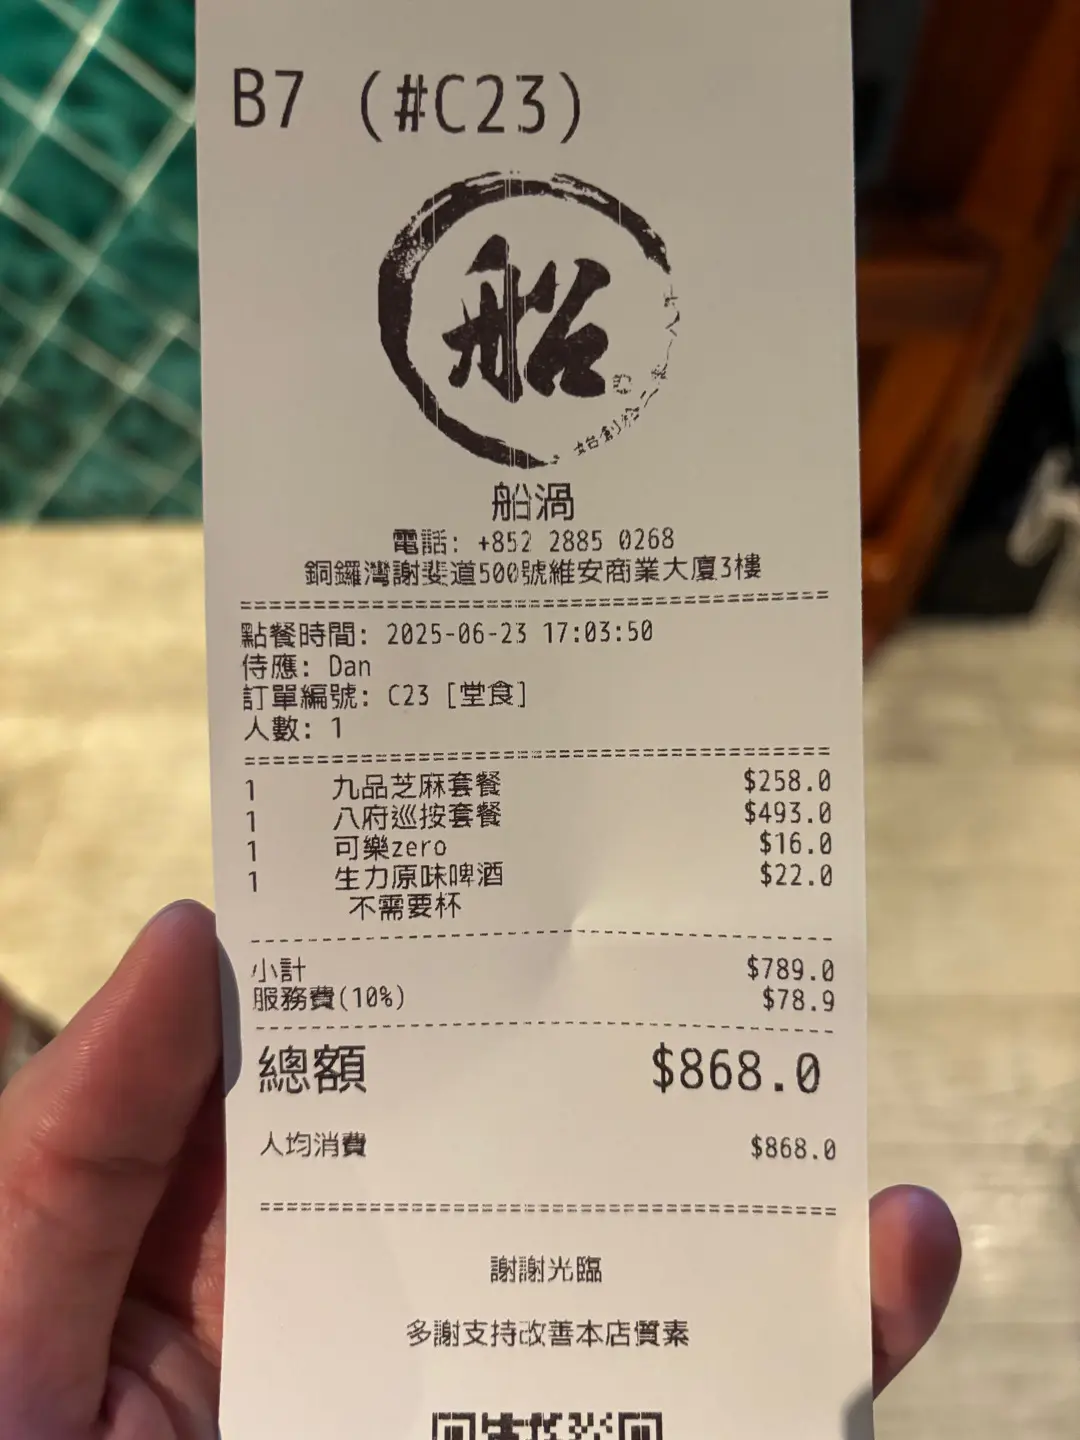 B7 (#C23)
船
始創於
船渦
電話: +852 2885 0268
銅鑼灣謝斐道500號維安商業大廈3樓
點餐時間: 2025-06-23 17:03:50
侍應: Dan
訂單編號: C23 [堂食]
人數: 1
1 九品芝麻套餐 $258.0
1 八府巡按套餐 $493.0
1 可樂zero $16.0
1 生力原味啤酒 $22.0
不需要杯
小計 $789.0
服務費(10%) $78.9
總額 $868.0
人均消費 $868.0
謝謝光臨
多謝支持改善本店質素